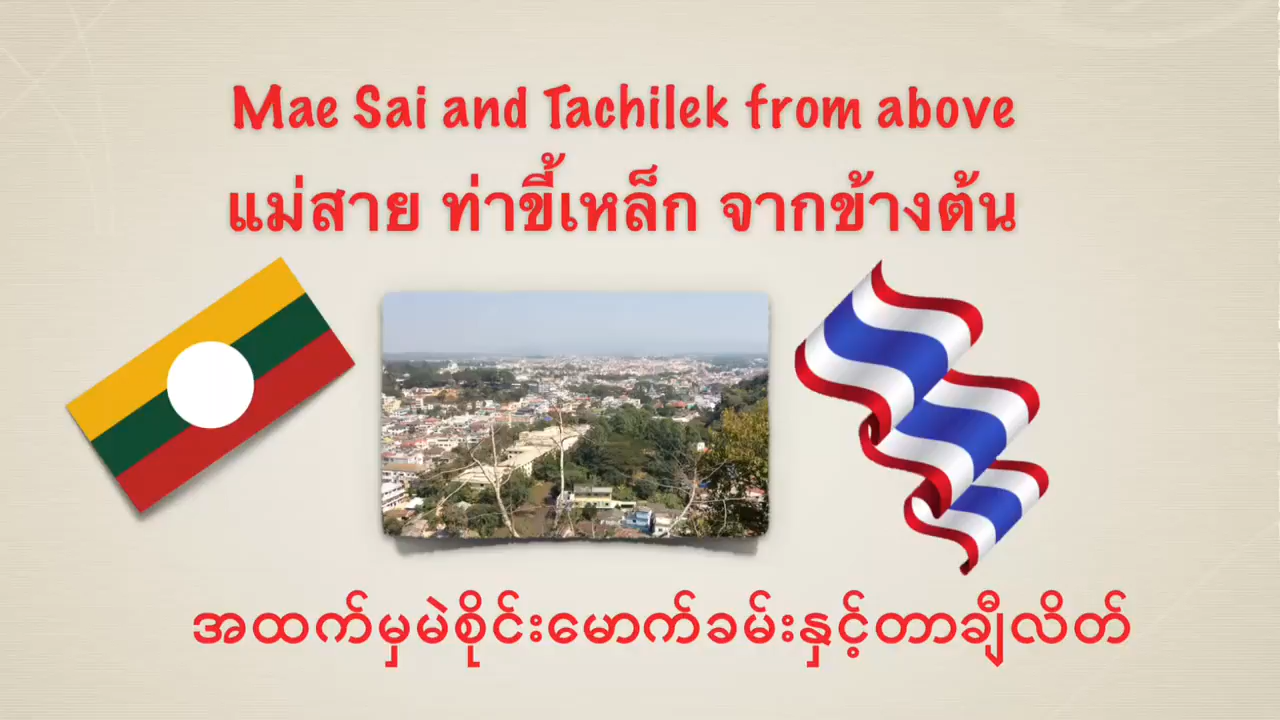 Mae Sai and Tachilek from above
แม่สาย ท่าขี้เหล็ก จากข้างต้น
အထက်မှမဲစိုင်းမောက်ခမ်းနှင့်တာချီလိတ်